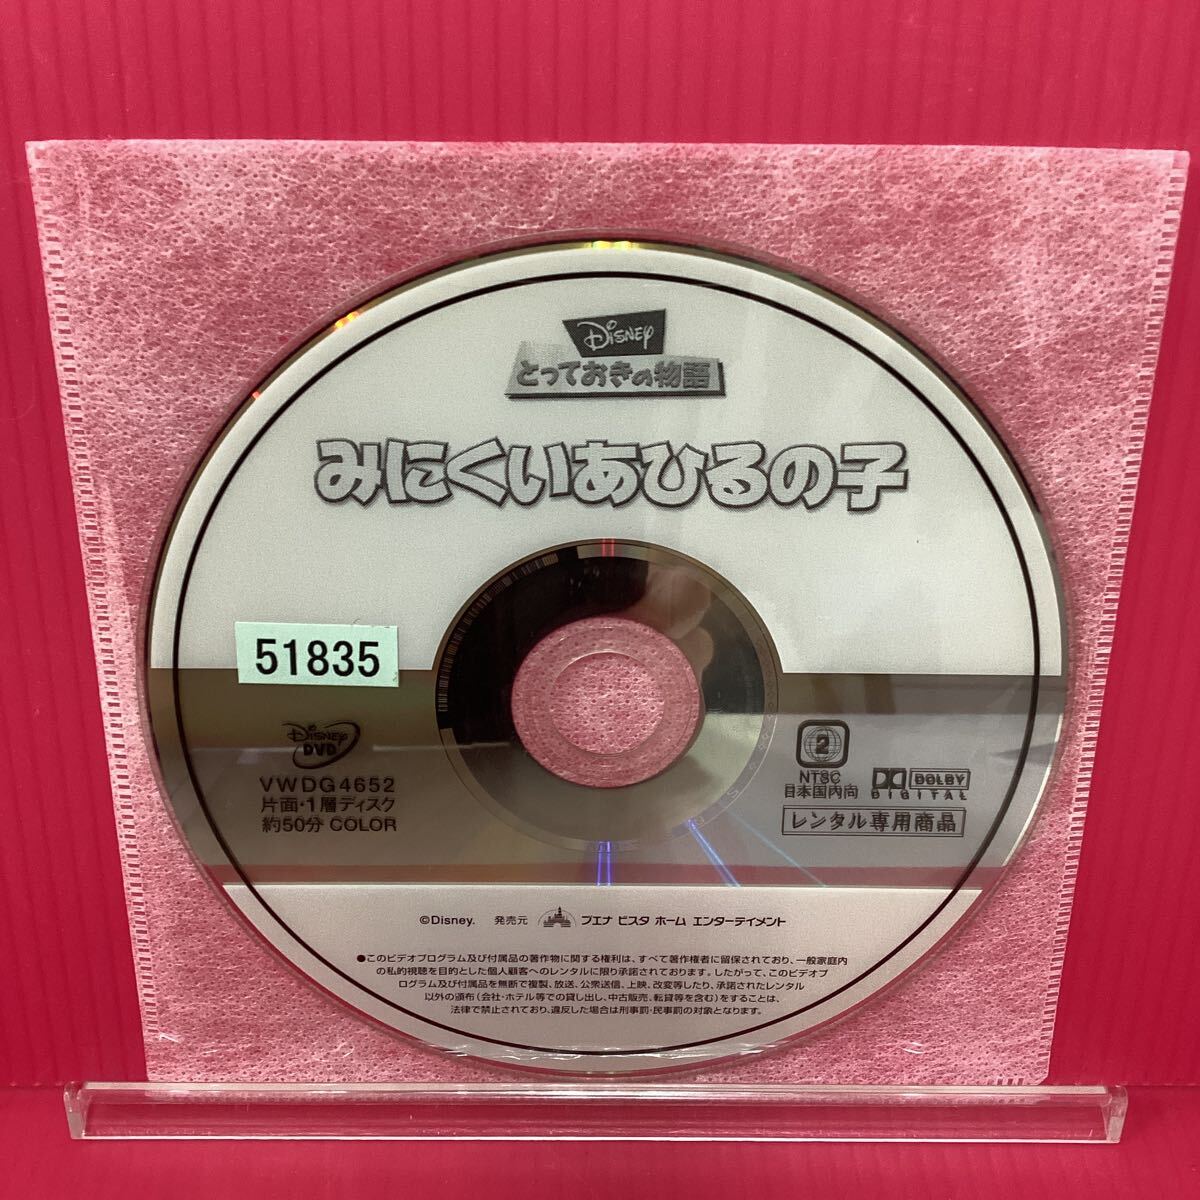 Disney
とっておきの物語
みにくいあひるの子
51835
Disney
DVD
VWDG4652
片面・1層ディスク
約50分 COLOR
2
NTSC
日本国内向
DOLBY
DIGITAL
レンタル専用商品
©Disney. 発売元 ブエナ ビスタ ホーム エンターテイメント
●このビデオプログラム及び付属品の著作物に関する権利は、すべて著作権者に留保されており、一般家庭内
の私的視聴を目的とした個人顧客へのレンタルに限り承諾されております。したがって、このビデオプ
ログラム及び付属品を無断で複製、放送、公衆送信、上映、改変等したり、承諾されたレンタル
以外の頒布(会社・ホテル等での貸し出し、中古販売、転貸等を含む)をすることは、
法律で禁止されており、違反した場合は刑事罰・民事罰の対象となります。